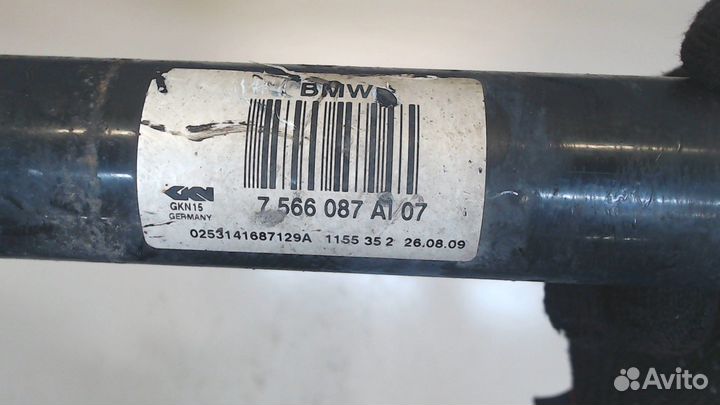 BMW
GKN
GKN15
GERMANY
7 566 087 AI 07
0253141687129A 1155 35 2 26.08.09
Avito